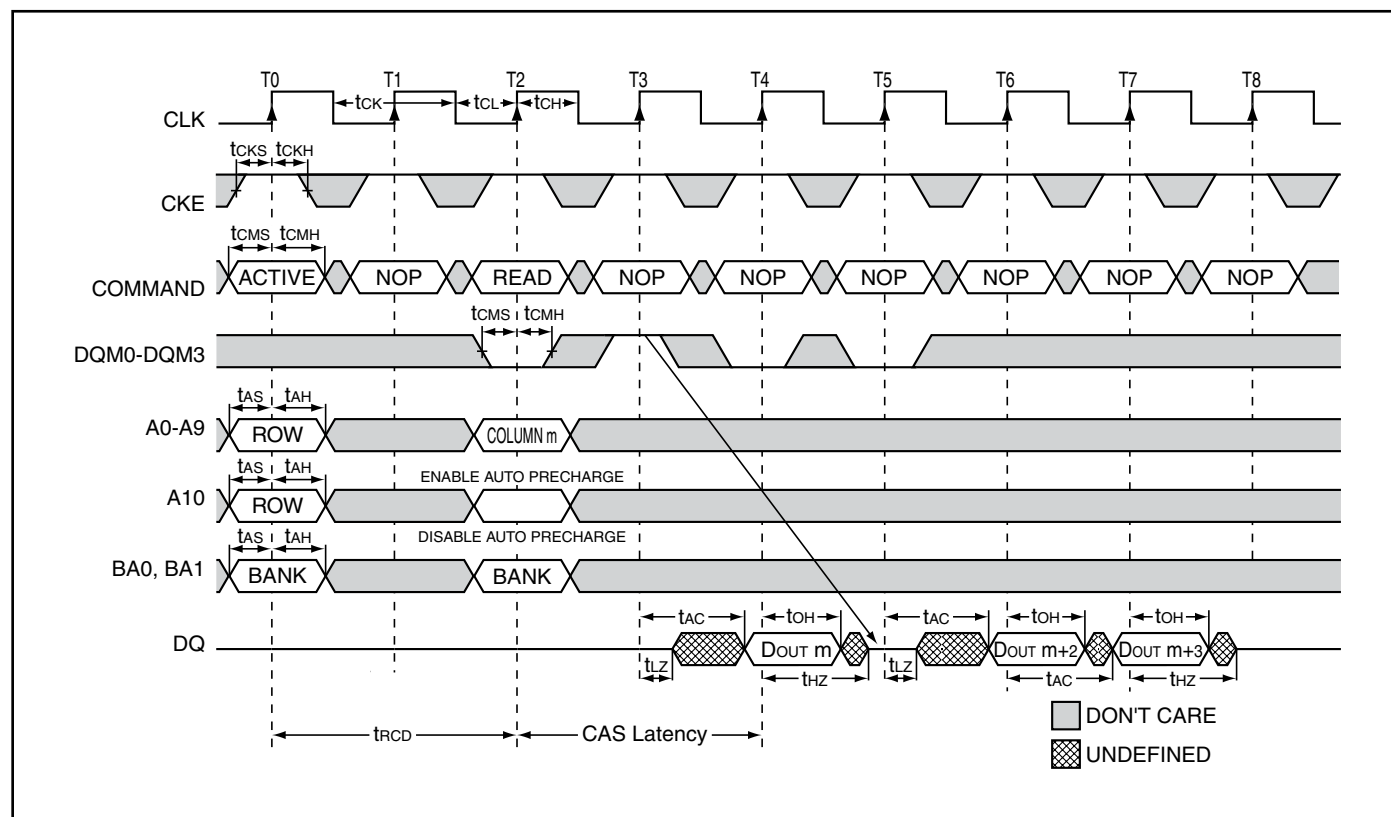 T0 T1 T2 T3 T4 T5 T6 T7 T8
CLK tCK tCL tCH
tCKS tCKH
CKE
tCMS tCMH
COMMAND ACTIVE NOP READ NOP NOP NOP NOP NOP NOP
tCMS tCMH
DQM0-DQM3
tAS tAH
A0-A9 ROW COLUMN m
tAS tAH ENABLE AUTO PRECHARGE
A10 ROW
tAS tAH DISABLE AUTO PRECHARGE
BA0, BA1 BANK BANK
tAC tOH tAC tOH tOH
DQ DOUT m DOUT m+2 DOUT m+3
tLZ tHZ tLZ tAC tHZ
tRCD CAS Latency
DON'T CARE
UNDEFINED